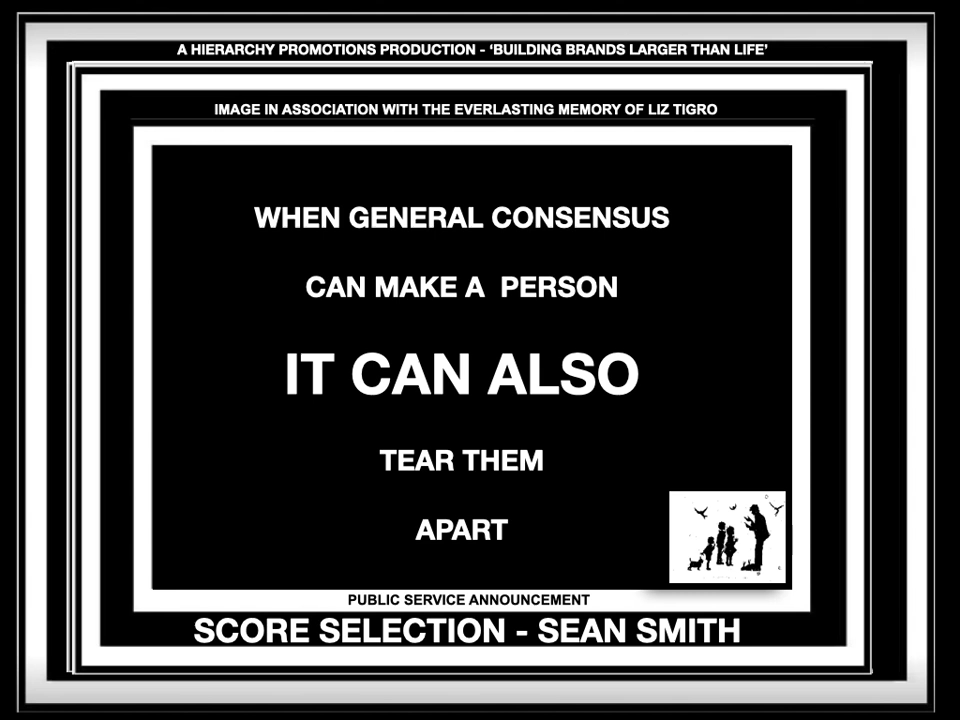 A HIERARCHY PROMOTIONS PRODUCTION - ‘BUILDING BRANDS LARGER THAN LIFE’
IMAGE IN ASSOCIATION WITH THE EVERLASTING MEMORY OF LIZ TIGRO
WHEN GENERAL CONSENSUS
CAN MAKE A  PERSON
IT CAN ALSO
TEAR THEM
APART
PUBLIC SERVICE ANNOUNCEMENT
SCORE SELECTION - SEAN SMITH